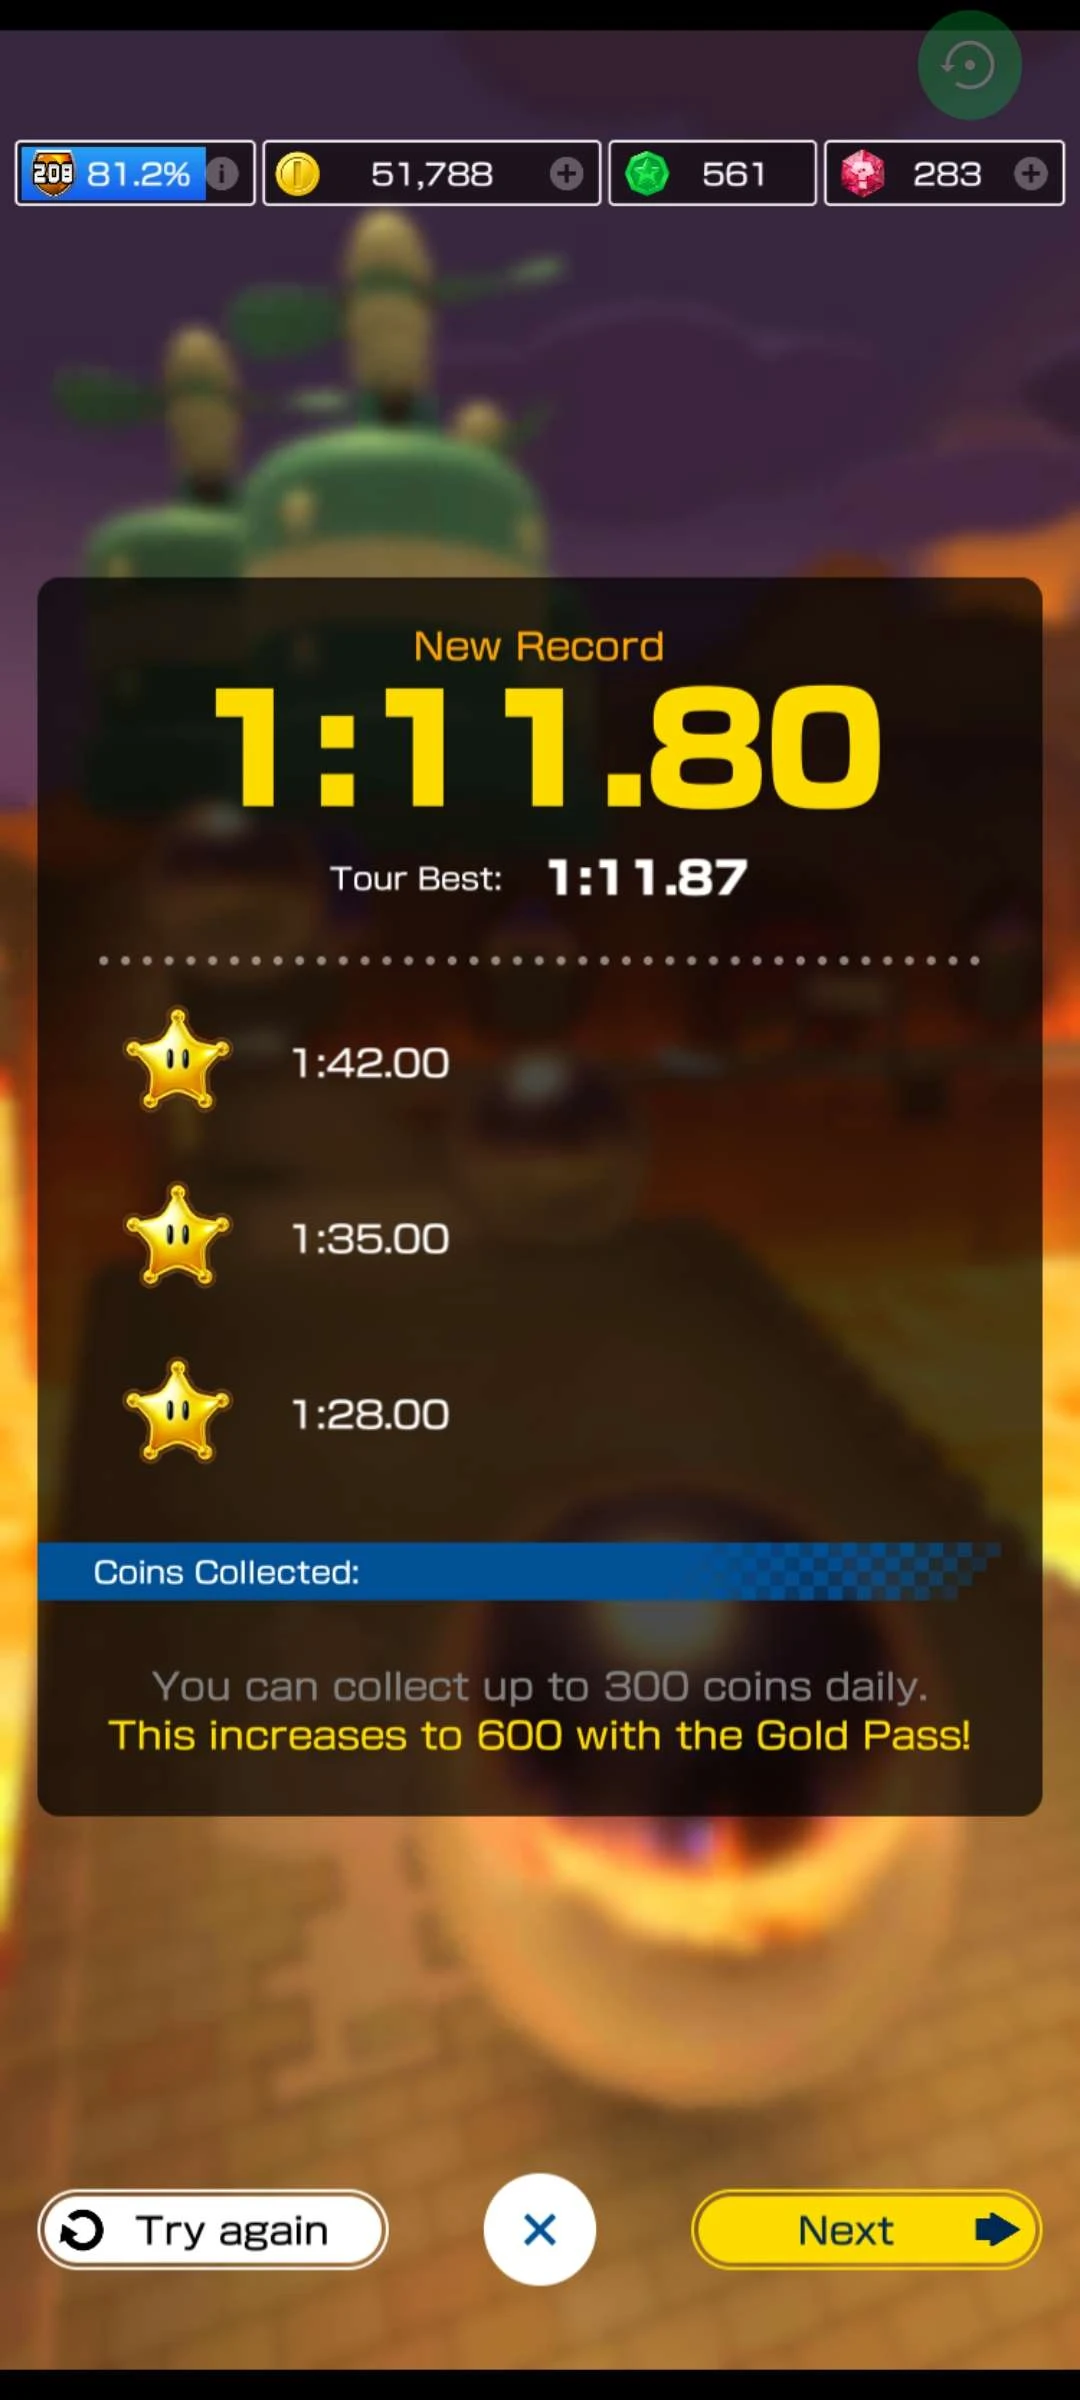 208 81.2% i 51,788 + 561 ? 283 +
New Record
1:11.80
Tour Best: 1:11.87
1:42.00
1:35.00
1:28.00
Coins Collected:
You can collect up to 300 coins daily.
This increases to 600 with the Gold Pass!
Try again
Next